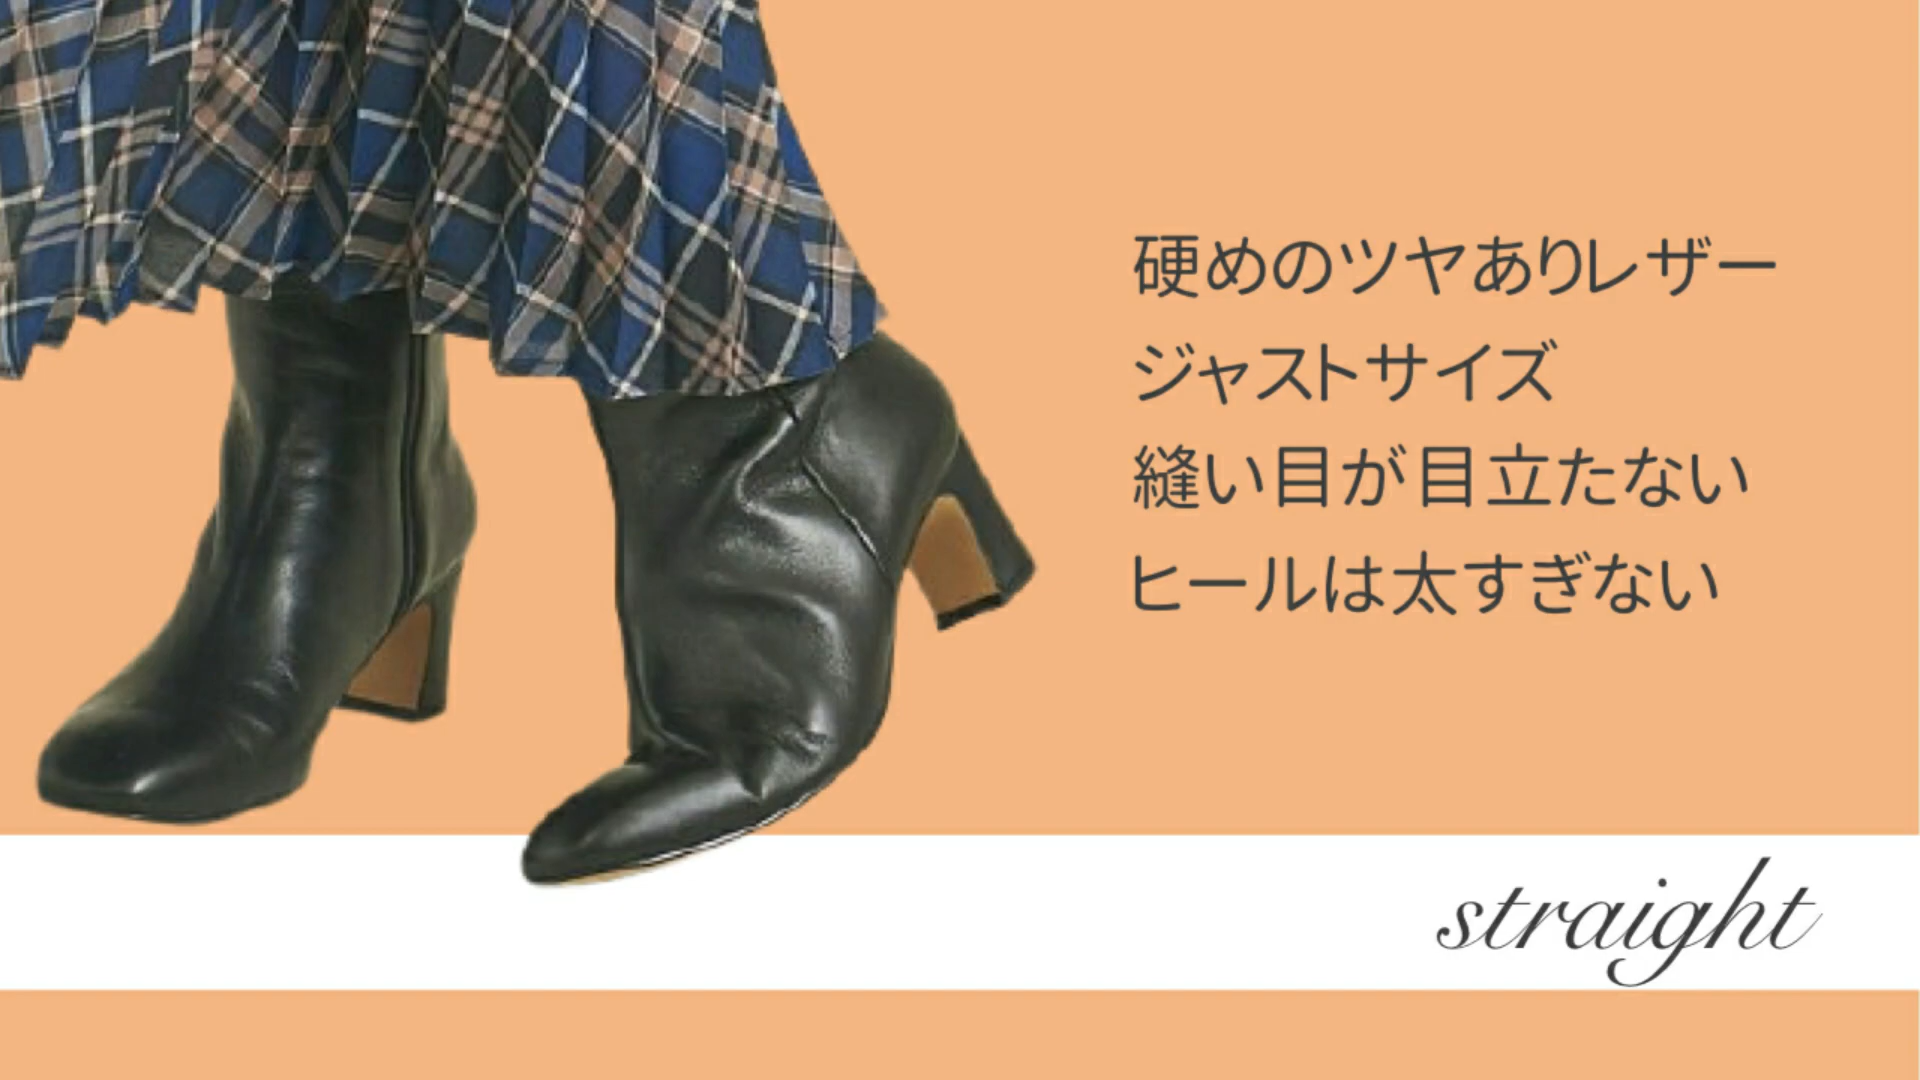 硬めのツヤありレザー
ジャストサイズ
縫い目が目立たない
ヒールは太すぎない
straight